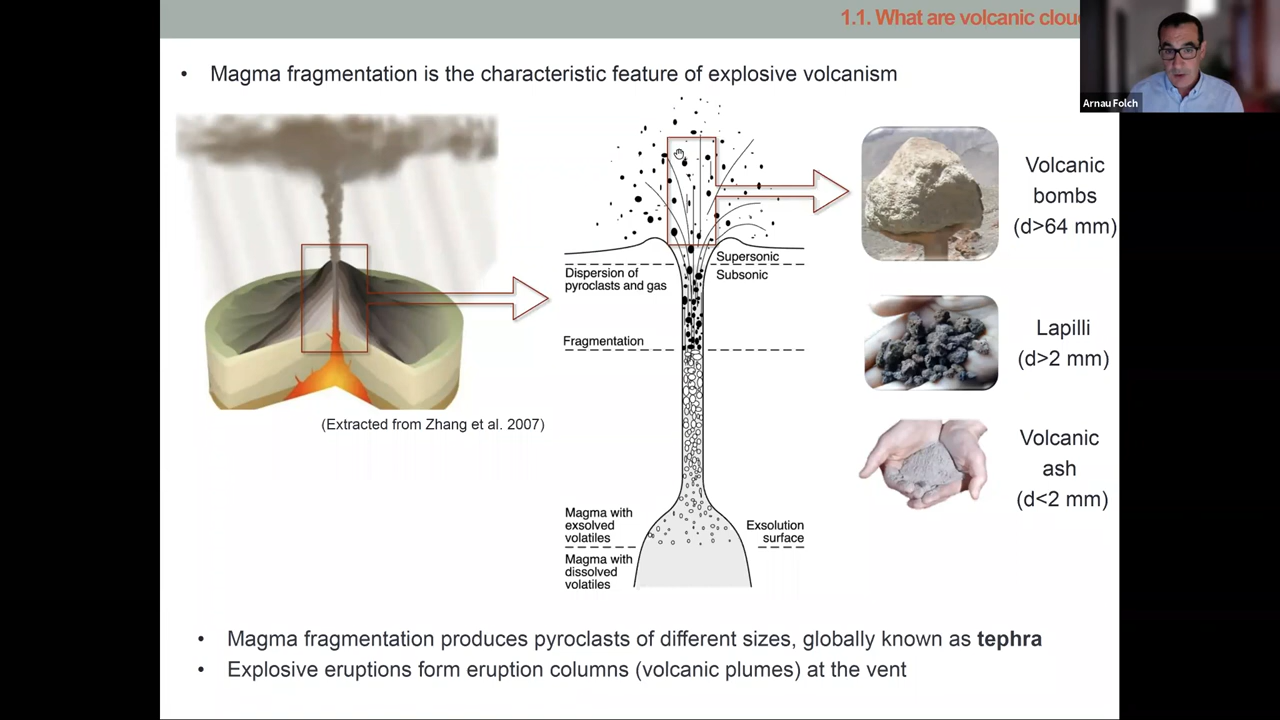 1.1. What are volcanic clou
Arnau Folch
• Magma fragmentation is the characteristic feature of explosive volcanism
(Extracted from Zhang et al. 2007)
Supersonic
Subsonic
Dispersion of
pyroclasts and gas
Fragmentation
Magma with
exsolved
volatiles
Exsolution
surface
Magma with
dissolved
volatiles
Volcanic
bombs
(d>64 mm)
Lapilli
(d>2 mm)
Volcanic
ash
(d<2 mm)
• Magma fragmentation produces pyroclasts of different sizes, globally known as tephra
• Explosive eruptions form eruption columns (volcanic plumes) at the vent